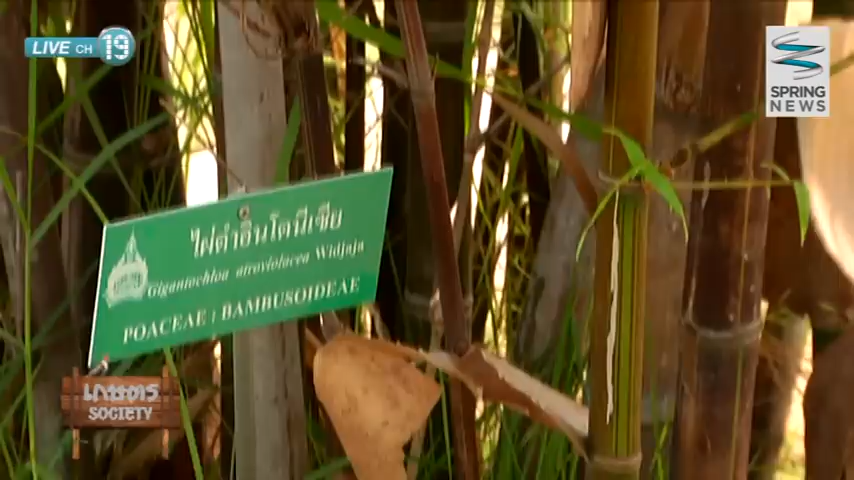 LIVE CH 19
SPRING
NEWS
ไผ่ดำอินโดนีเซีย
Gigantochloa atroviolacea Widjaja
POACEAE : BAMBUSOIDEAE
เกษตร
SOCIETY